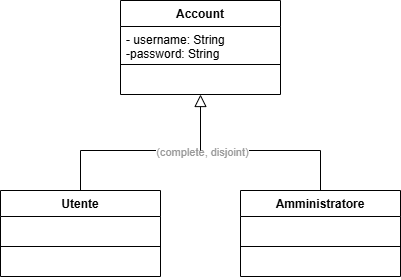 Account
- username: String
-password: String
(complete, disjoint)
Utente
Amministratore